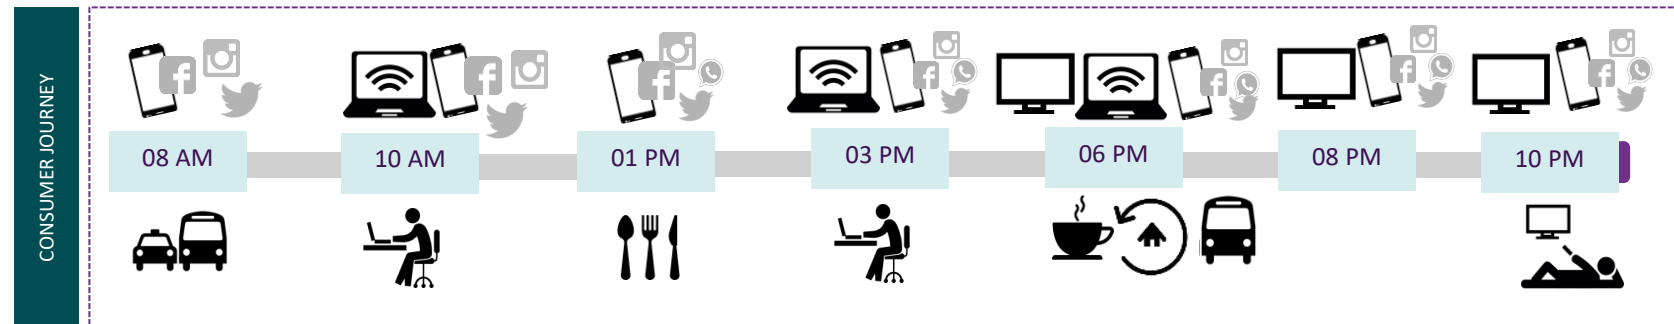 CONSUMER JOURNEY
08 AM
10 AM
01 PM
03 PM
06 PM
08 PM
10 PM